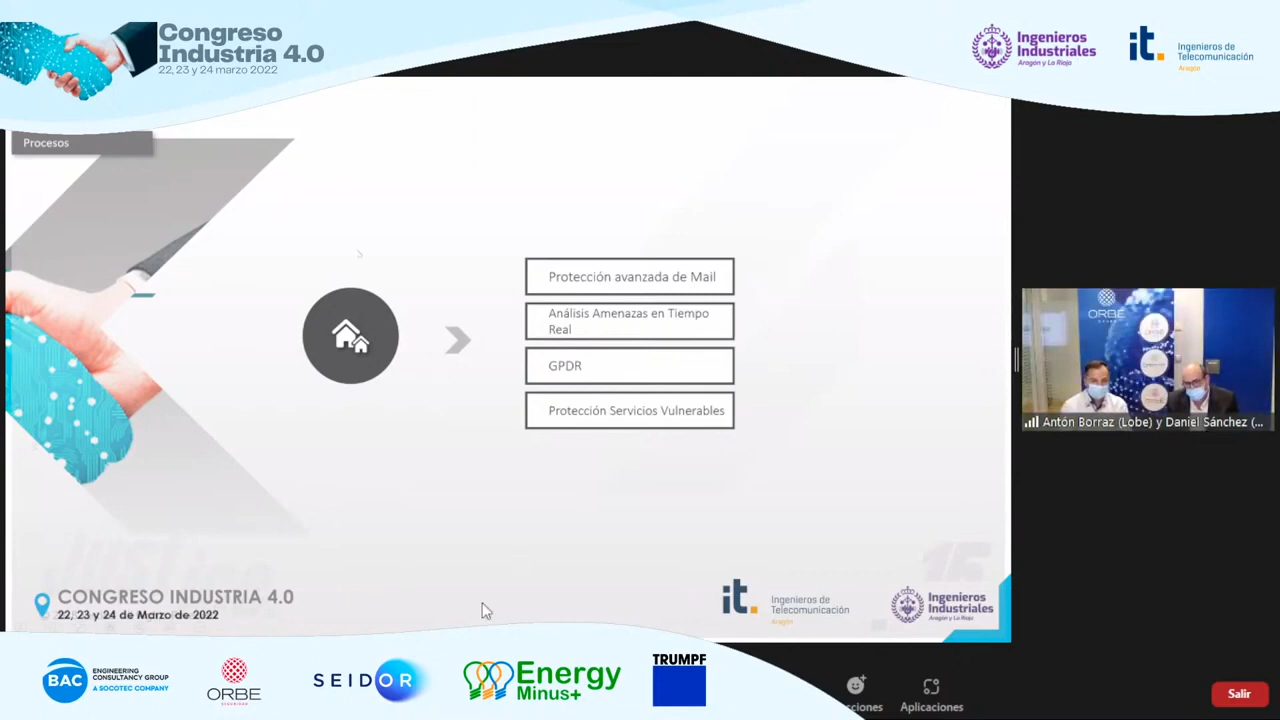 Congreso
Industria 4.0
22, 23 y 24 marzo 2022
Ingenieros
Industriales
Aragón y La Rioja
it.
Ingenieros de
Telecomunicación
Aragón
Procesos
Protección avanzada de Mail
Análisis Amenazas en Tiempo
Real
GPDR
Protección Servicios Vulnerables
ORBE
Antón Borraz (Lobe) y Daniel Sánchez (...
CONGRESO INDUSTRIA 4.0
22, 23 y 24 de Marzo de 2022
it.
Ingenieros de
Telecomunicación
Aragón
Ingenieros
Industriales
Aragón y La Rioja
BAC
ENGINEERING
CONSULTANCY GROUP
A SOCOTEC COMPANY
ORBE
SEGURIDAD
SEIDOR
Energy
Minus+
TRUMPF
cciones
Aplicaciones
Salir